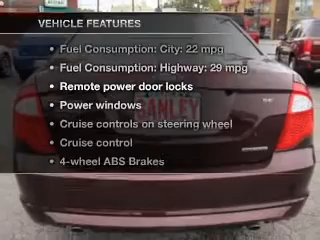 VEHICLE FEATURES
• Fuel Consumption: City: 22 mpg
• Fuel Consumption: Highway: 29 mpg
• Remote power door locks
• Power windows
• Cruise controls on steering wheel
• Cruise control
• 4-wheel ABS Brakes
GANLEY